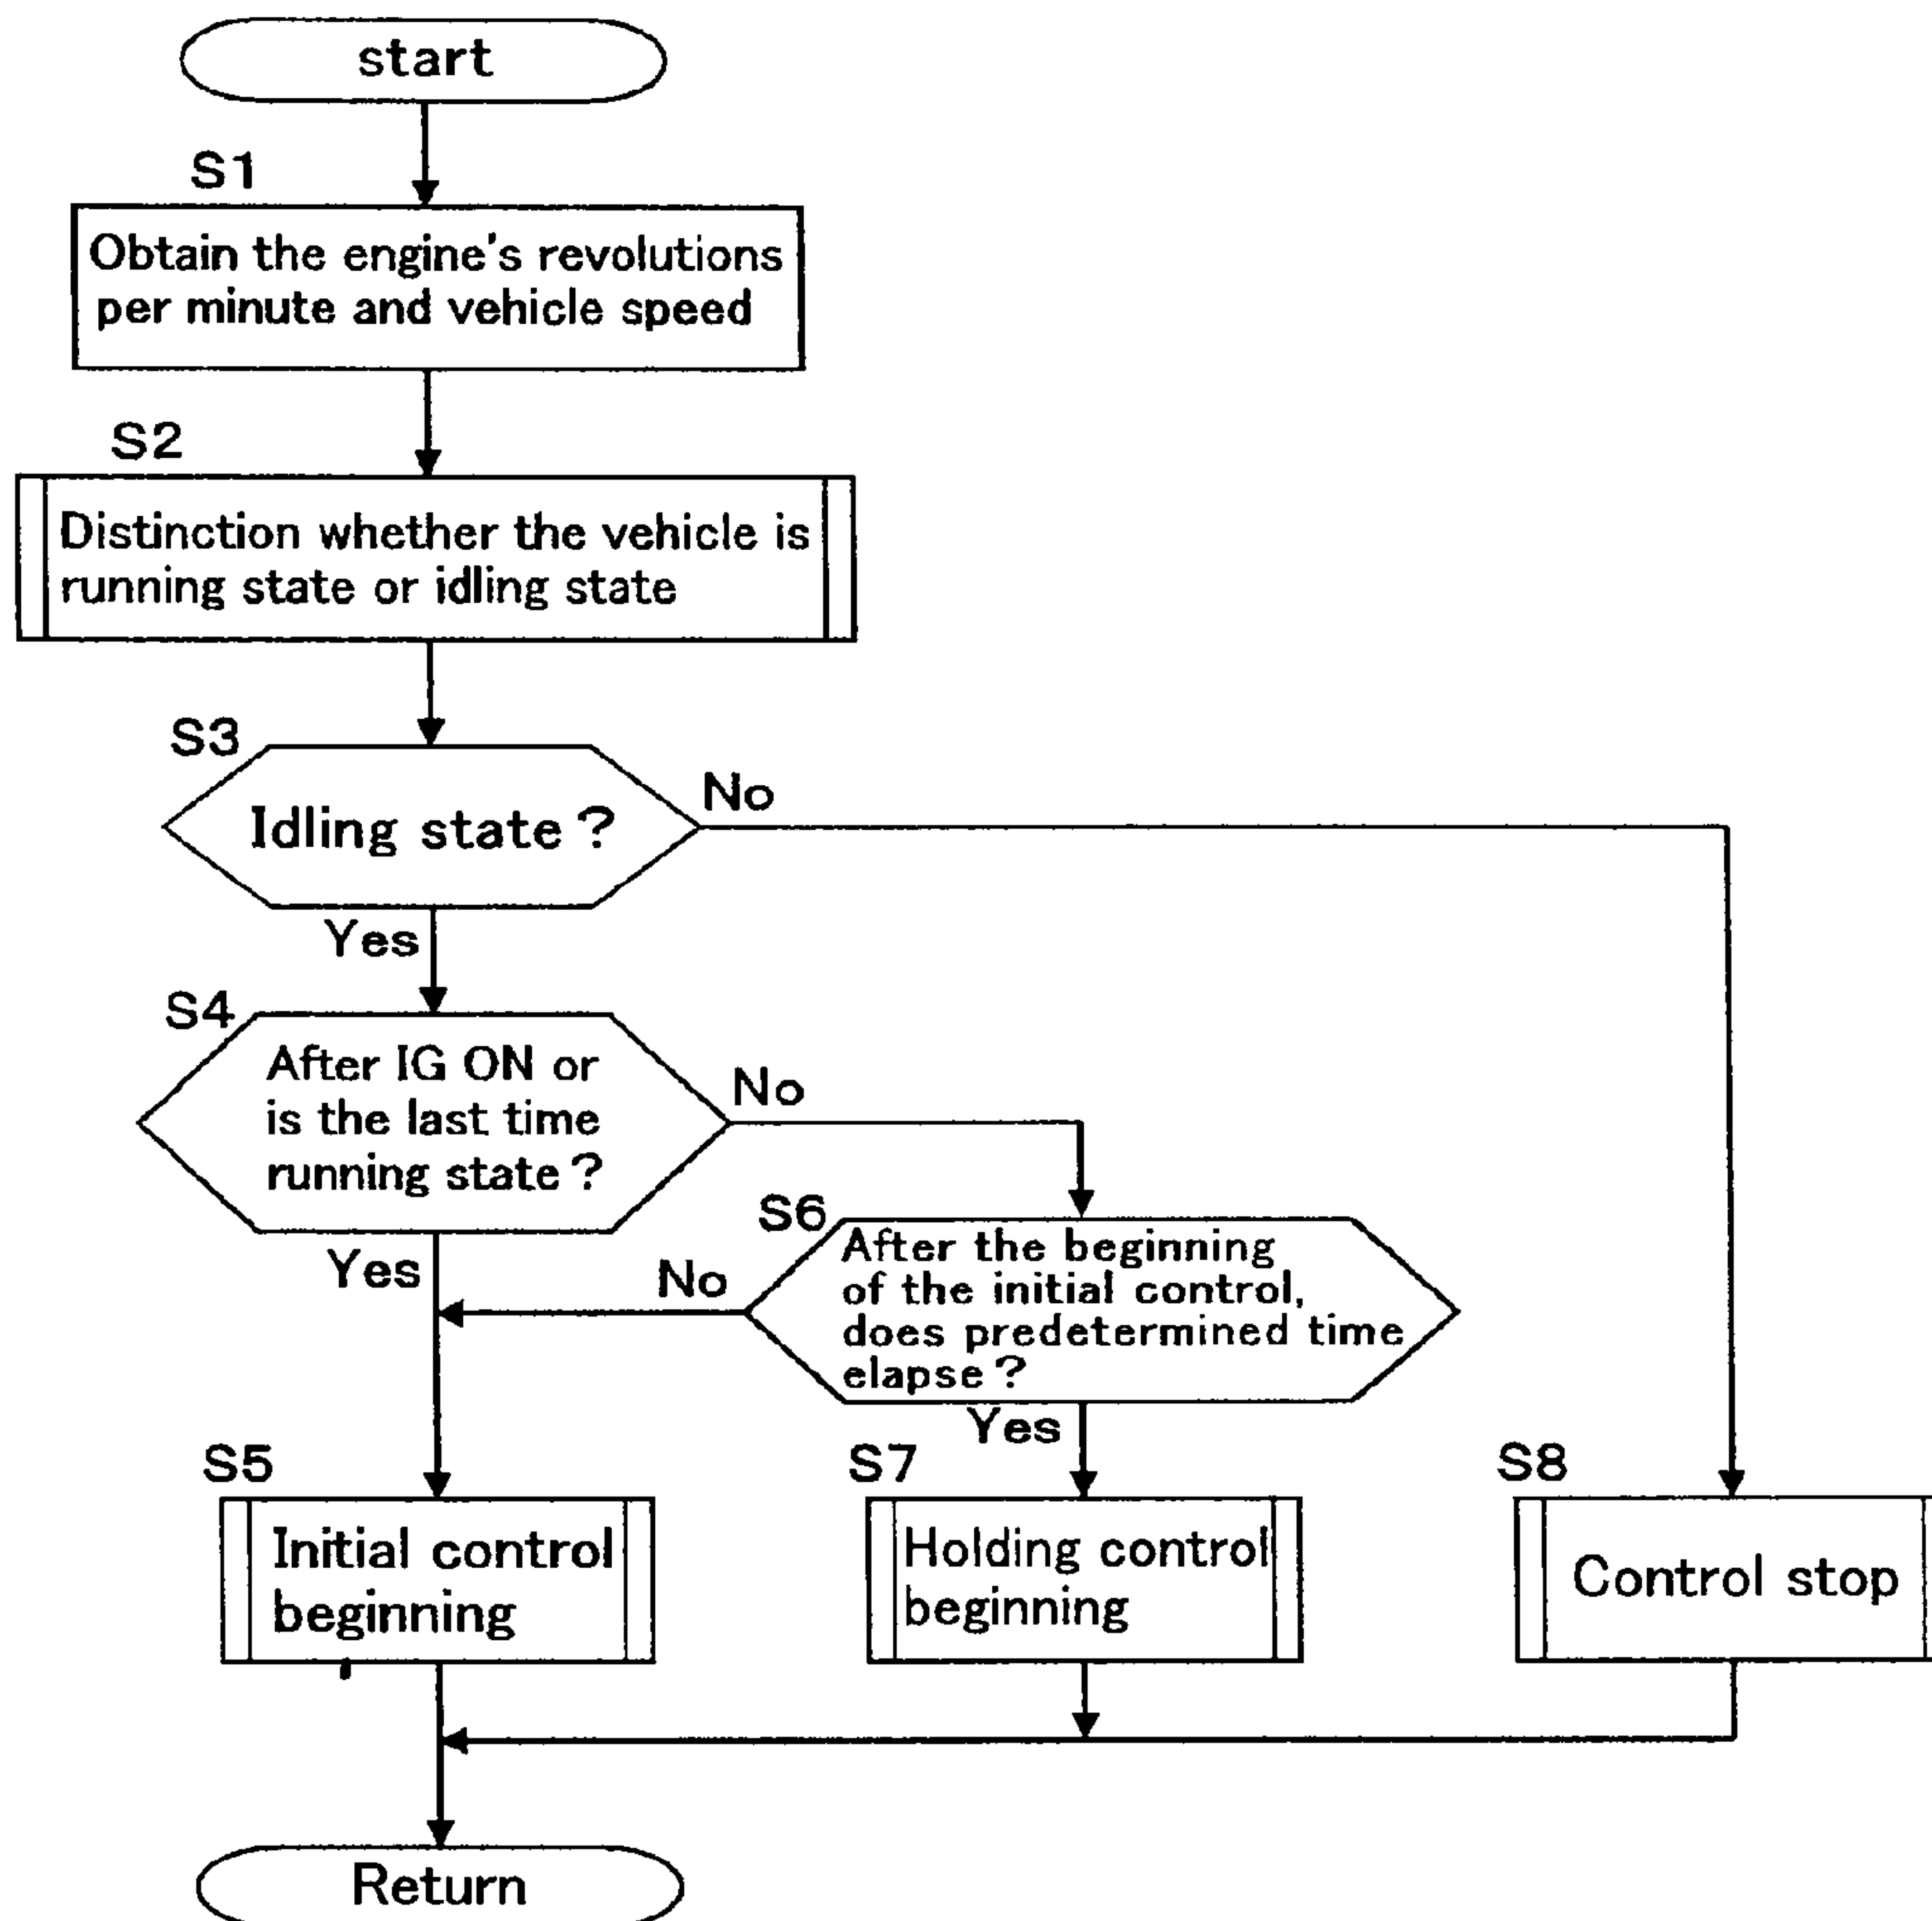 start
S1
Obtain the engine's revolutions
per minute and vehicle speed
S2
Distinction whether the vehicle is
running state or idling state
S3
Idling state ?
No
Yes
S4
After IG ON or
is the last time
running state ?
No
Yes
S6
After the beginning
of the initial control,
does predetermined time
elapse ?
No
Yes
S5
Initial control
beginning
S7
Holding control
beginning
S8
Control stop
Return